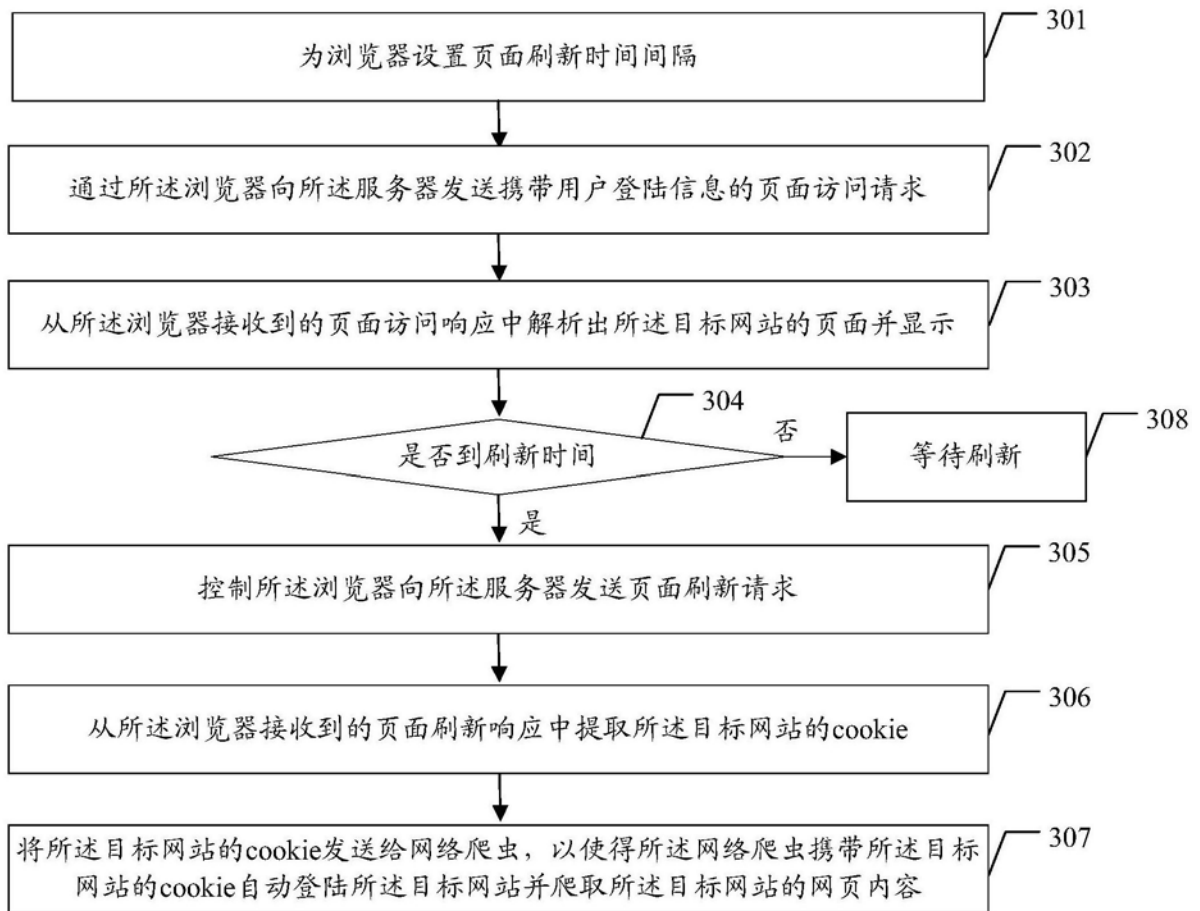 301
为浏览器设置页面刷新时间间隔
302
通过所述浏览器向所述服务器发送携带用户登陆信息的页面访问请求
303
从所述浏览器接收到的页面访问响应中解析出所述目标网站的页面并显示
304
是否到刷新时间
否
308
等待刷新
是
305
控制所述浏览器向所述服务器发送页面刷新请求
306
从所述浏览器接收到的页面刷新响应中提取所述目标网站的cookie
307
将所述目标网站的cookie发送给网络爬虫，以使得所述网络爬虫携带所述目标
网站的cookie自动登陆所述目标网站并爬取所述目标网站的网页内容